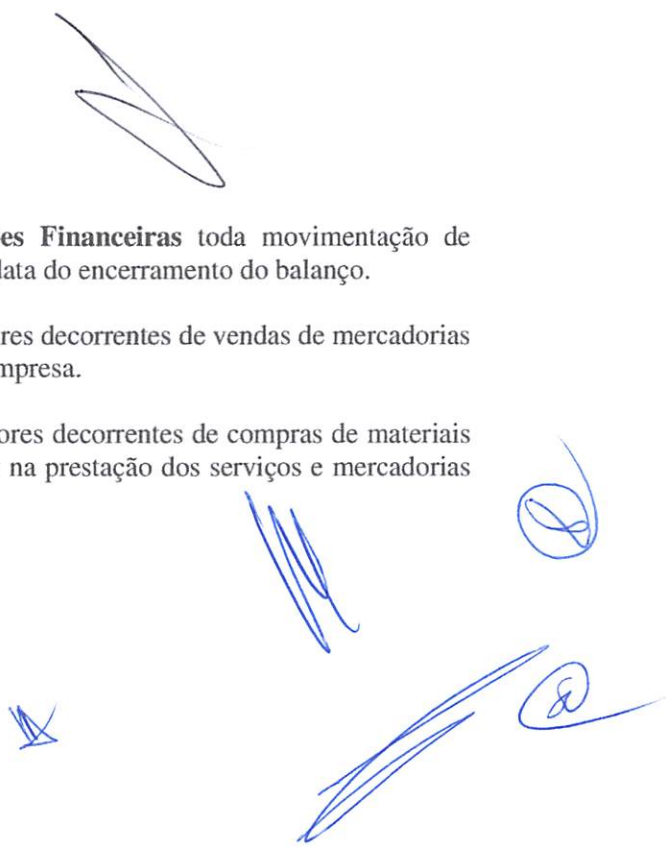 es Financeiras toda movimentação de
lata do encerramento do balanço.
res decorrentes de vendas de mercadorias
mpresa.
ores decorrentes de compras de materiais
na prestação dos serviços e mercadorias